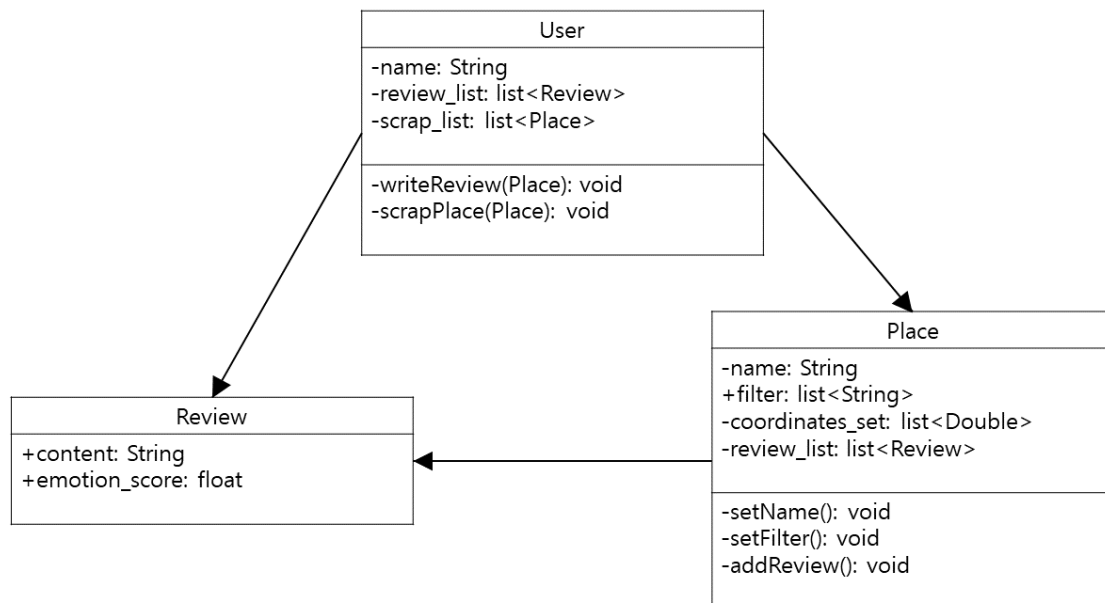 User
-name: String
-review_list: list<Review>
-scrap_list: list<Place>
-writeReview(Place): void
-scrapPlace(Place): void
Place
-name: String
+filter: list<String>
-coordinates_set: list<Double>
-review_list: list<Review>
-setName(): void
-setFilter(): void
-addReview(): void
Review
+content: String
+emotion_score: float